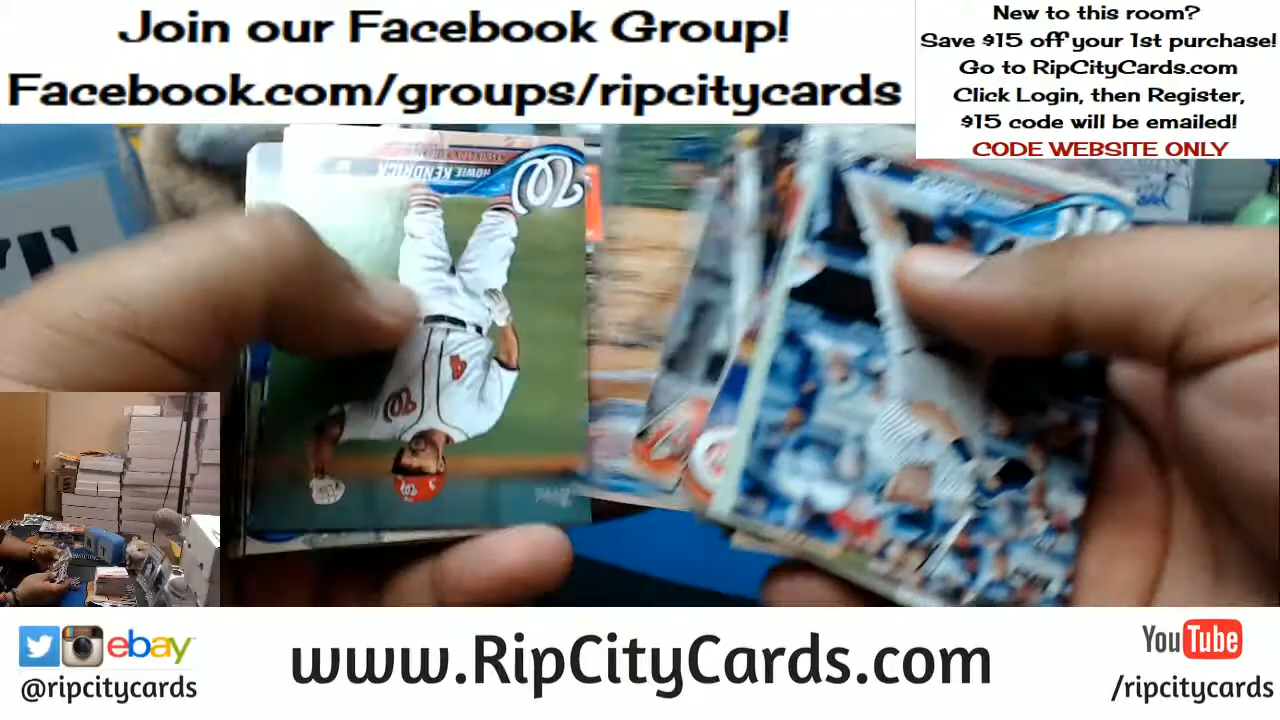 Join our Facebook Group!
Facebook.com/groups/ripcitycards
New to this room?
Save $15 off your 1st purchase!
Go to RipCityCards.com
Click Login, then Register,
$15 code will be emailed!
CODE WEBSITE ONLY
HOWIE KENDRICK
W
4
W
ebay
@ripcitycards
www.RipCityCards.com
YouTube
/ripcitycards